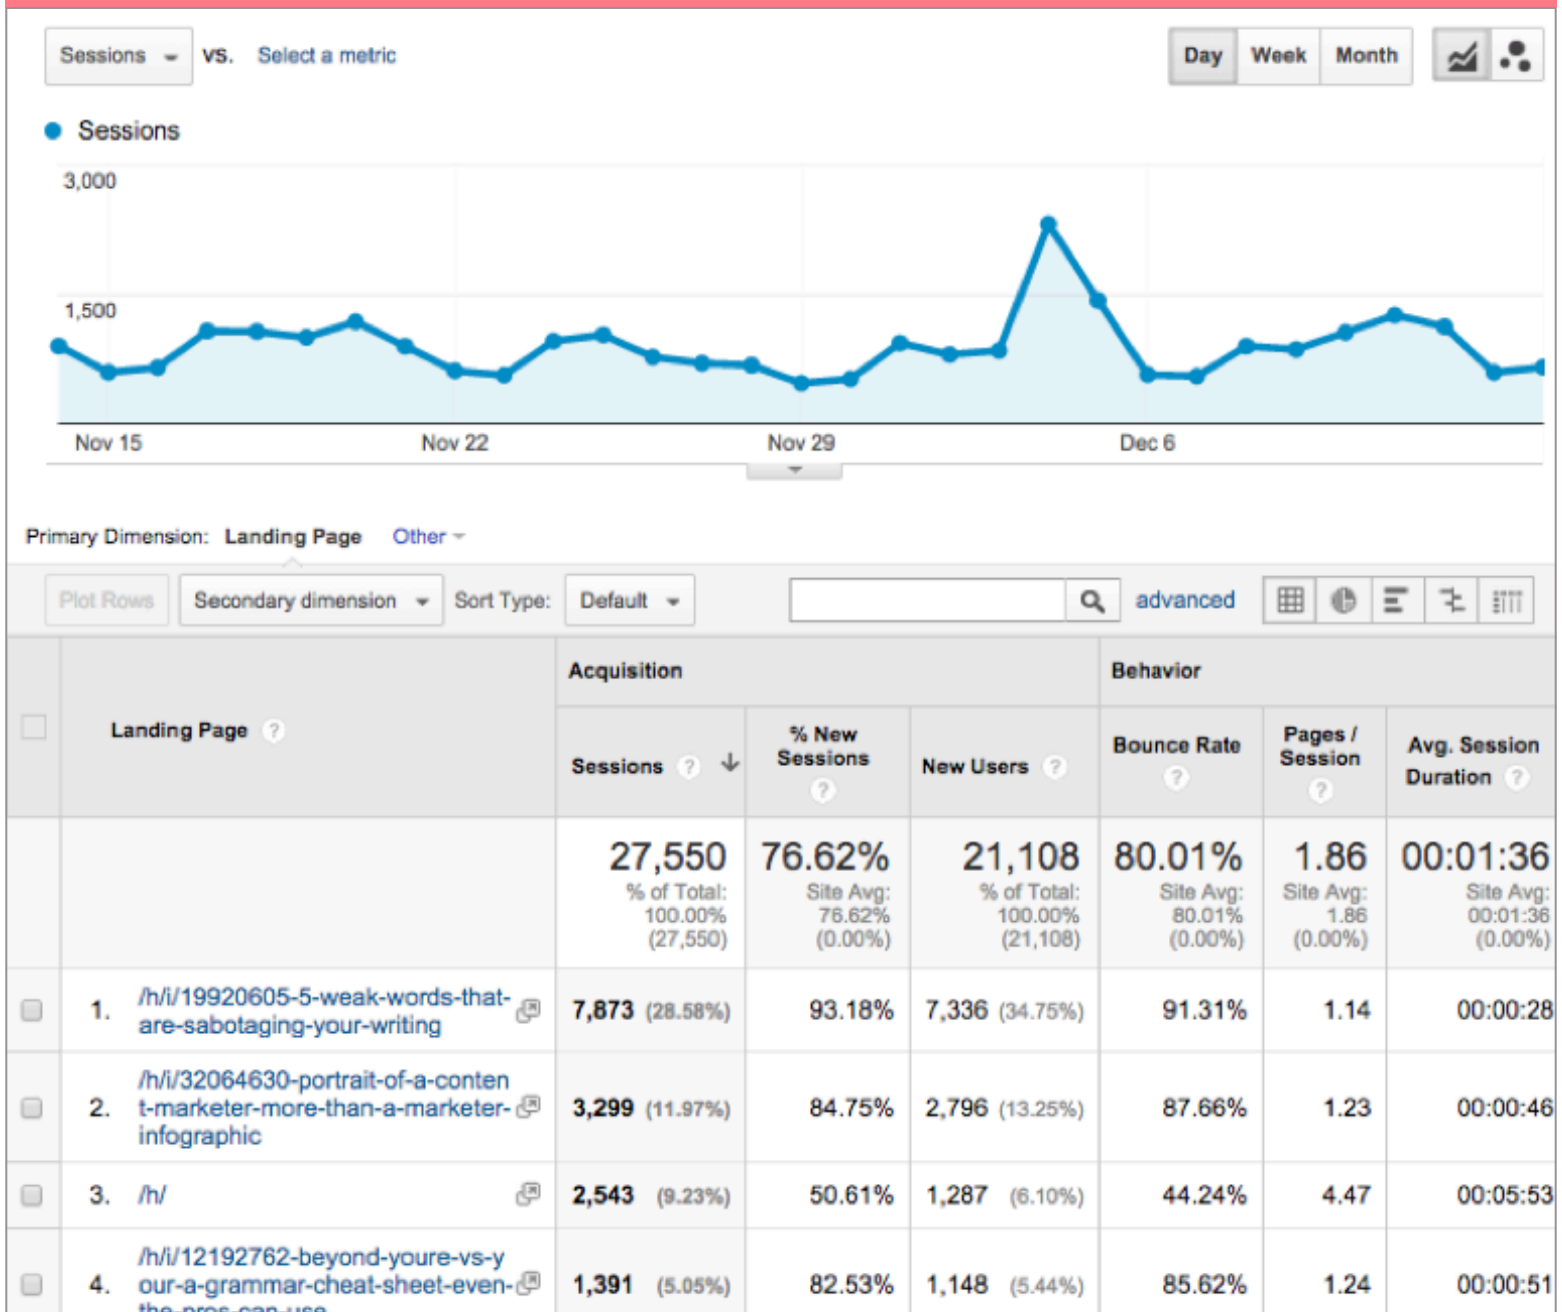 Sessions vs. Select a metric Day Week Month
Sessions
3,000
1,500
Nov 15 Nov 22 Nov 29 Dec 6
Primary Dimension: Landing Page Other
Plot Rows Secondary dimension Sort Type: Default advanced
Acquisition Behavior
Landing Page ? Sessions ? % New Sessions ? New Users ? Bounce Rate ? Pages / Session ? Avg. Session Duration ?
27,550 76.62% 21,108 80.01% 1.86 00:01:36
% of Total: Site Avg: % of Total: Site Avg: Site Avg: Site Avg:
100.00% 76.62% 100.00% 80.01% 1.86 00:01:36
(27,550) (0.00%) (21,108) (0.00%) (0.00%) (0.00%)
1. /h/i/19920605-5-weak-words-that-
are-sabotaging-your-writing
7,873 (28.58%) 93.18% 7,336 (34.75%) 91.31% 1.14 00:00:28
2. /h/i/32064630-portrait-of-a-conten
t-marketer-more-than-a-marketer-
infographic
3,299 (11.97%) 84.75% 2,796 (13.25%) 87.66% 1.23 00:00:46
3. /h/ 2,543 (9.23%) 50.61% 1,287 (6.10%) 44.24% 4.47 00:05:53
4. /h/i/12192762-beyond-youre-vs-y
our-a-grammar-cheat-sheet-even-
the-pros-can-use
1,391 (5.05%) 82.53% 1,148 (5.44%) 85.62% 1.24 00:00:51